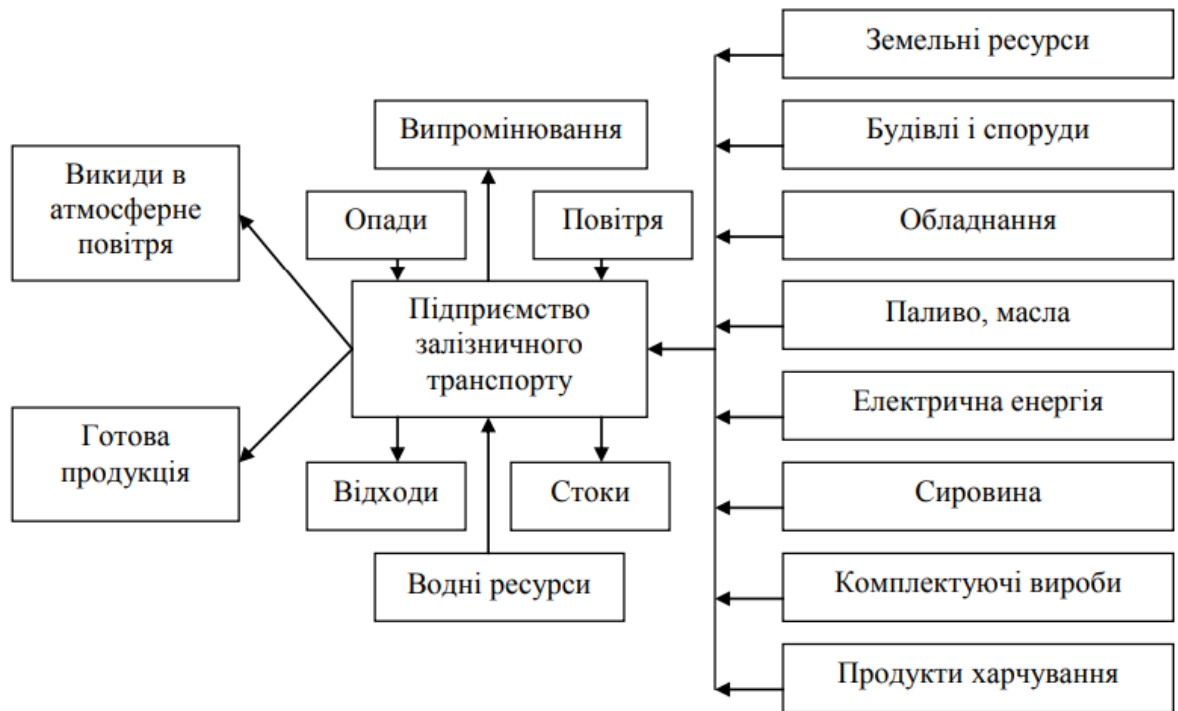 Земельні ресурси
Випромінювання
Будівлі і споруди
Викиди в
атмосферне
повітря
Опади
Повітря
Обладнання
Підприємство
залізничного
транспорту
Паливо, масла
Готова
продукція
Електрична енергія
Відходи
Стоки
Сировина
Водні ресурси
Комплектуючі вироби
Продукти харчування